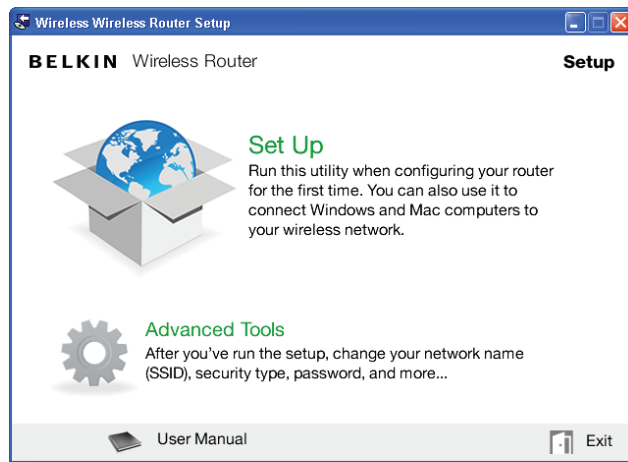 Wireless Wireless Router Setup
BELKIN Wireless Router
Setup
Set Up
Run this utility when configuring your router
for the first time. You can also use it to
connect Windows and Mac computers to
your wireless network.
Advanced Tools
After you've run the setup, change your network name
(SSID), security type, password, and more...
User Manual
Exit